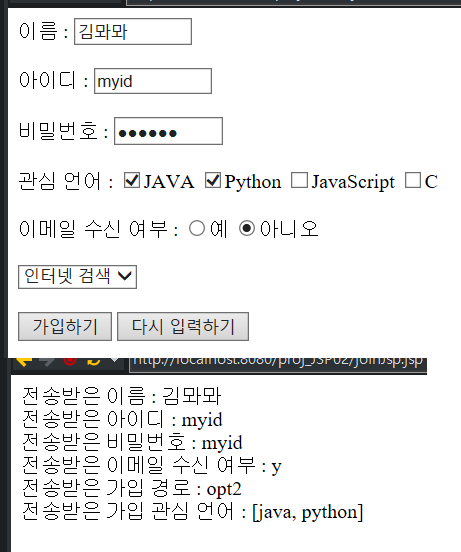 이름 : 김뫄뫄
아이디 : myid
비밀번호 : ●●●●●●
관심 언어 : JAVA Python JavaScript C
이메일 수신 여부 : 예 아니오
인터넷 검색
가입하기 다시 입력하기
http://localhost:8080/proj_JSP02/joinJsp.jsp
전송받은 이름 : 김뫄뫄
전송받은 아이디 : myid
전송받은 비밀번호 : myid
전송받은 이메일 수신 여부 : y
전송받은 가입 경로 : opt2
전송받은 가입 관심 언어 : [java, python]